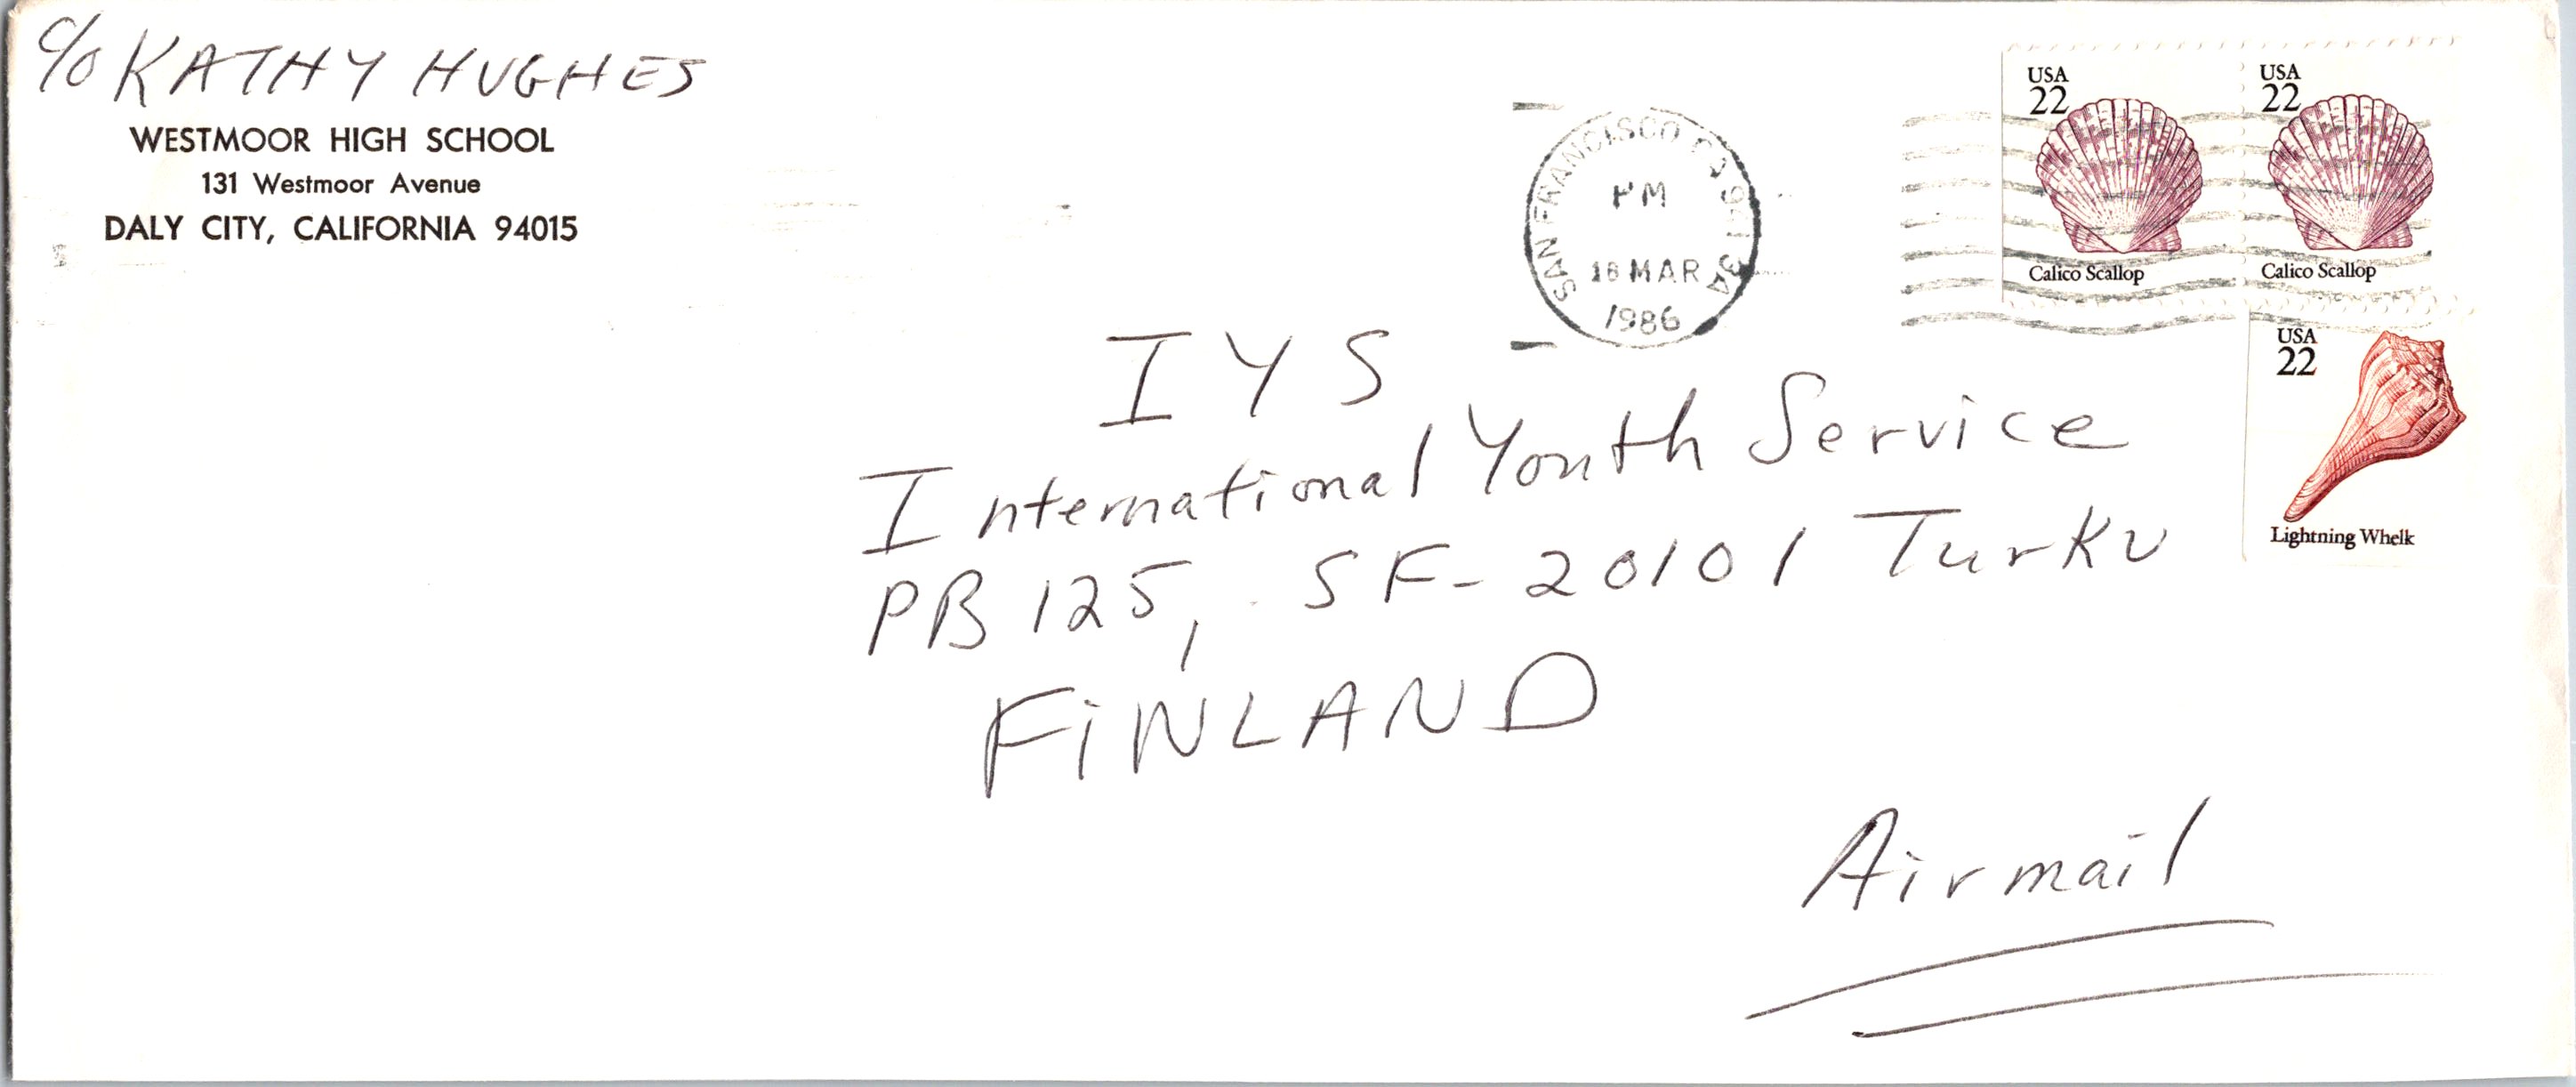 c/o KATHY HUGHES
WESTMOOR HIGH SCHOOL
131 Westmoor Avenue
DALY CITY, CALIFORNIA 94015
SAN FRANCISCO CA 941
PM
MAR
1986
USA
22
Calico Scallop
USA
22
Calico Scallop
USA
22
Lightning Whelk
IYS
International Youth Service
PB 125, SF-20101 Turku
FiNLAND
Airmail